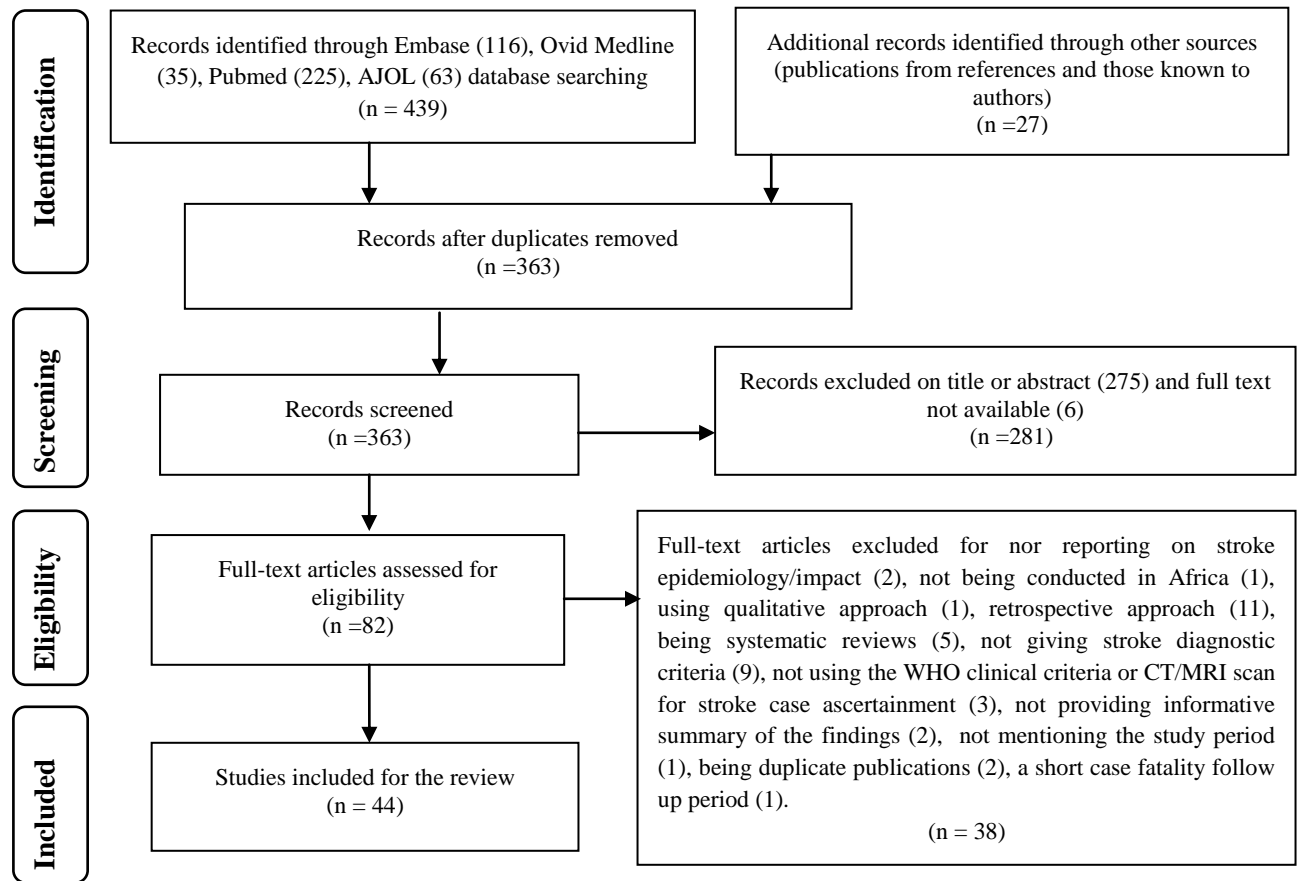 Identification
Records identified through Embase (116), Ovid Medline
(35), Pubmed (225), AJOL (63) database searching
(n = 439)
Additional records identified through other sources
(publications from references and those known to
authors)
(n =27)
Records after duplicates removed
(n =363)
Screening
Records screened
(n =363)
Records excluded on title or abstract (275) and full text
not available (6)
(n =281)
Eligibility
Full-text articles assessed for
eligibility
(n =82)
Full-text articles excluded for nor reporting on stroke
epidemiology/impact (2), not being conducted in Africa (1),
using qualitative approach (1), retrospective approach (11),
being systematic reviews (5), not giving stroke diagnostic
criteria (9), not using the WHO clinical criteria or CT/MRI scan
for stroke case ascertainment (3), not providing informative
summary of the findings (2), not mentioning the study period
(1), being duplicate publications (2), a short case fatality follow
up period (1).
(n = 38)
Included
Studies included for the review
(n = 44)